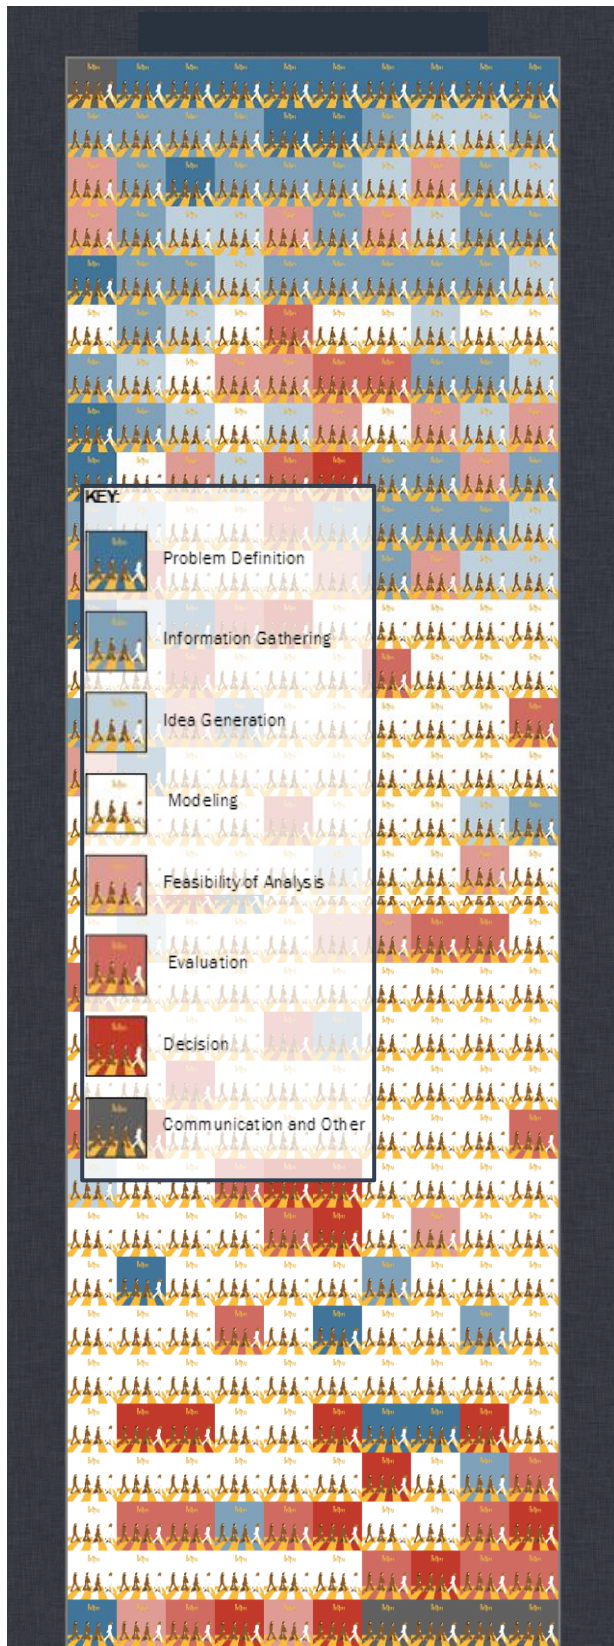 KEY:
Problem Definition
Information Gathering
Idea Generation
Modeling
Feasibility of Analysis
Evaluation
Decision
Communication and Other